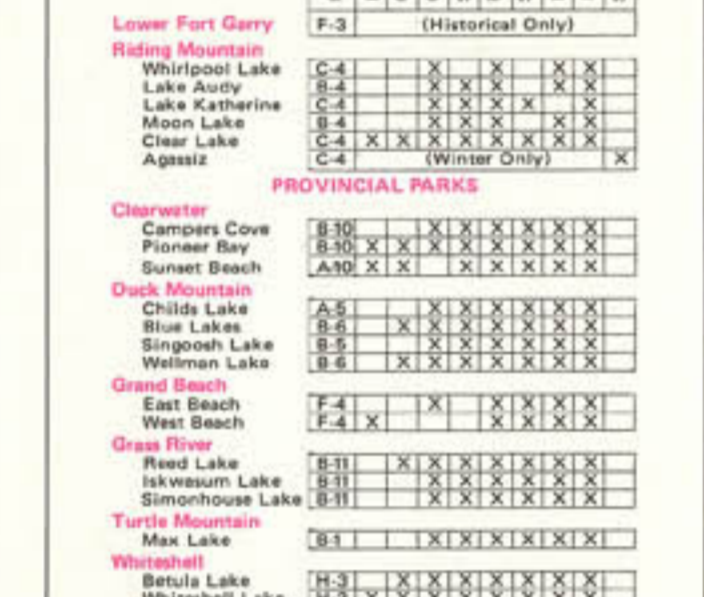 Lower Fort Garry F-3 (Historical Only)
Riding Mountain
Whirlpool Lake C-4 X X X X
Lake Audy B-4 X X X X X
Lake Katherine C-4 X X X X X
Moon Lake B-4 X X X X X
Clear Lake C-4 X X X X X X X X
Agassiz C-4 (Winter Only) X
PROVINCIAL PARKS
Clearwater
Campers Cove B-10 X X X X X X
Pioneer Bay B-10 X X X X X X X X
Sunset Beach A-10 X X X X X X X
Duck Mountain
Childs Lake A-5 X X X X X X
Blue Lakes B-6 X X X X X X X
Singoosh Lake B-5 X X X X X X
Wellman Lake B-6 X X X X X X X
Grand Beach
East Beach F-4 X X X X X
West Beach F-4 X X X X X
Grass River
Reed Lake B-11 X X X X X X X
Iskwasum Lake B-11 X X X X X X
Simonhouse Lake B-11 X X X X X X
Turtle Mountain
Max Lake B-1 X X X X X X
Whiteshell
Betula Lake H-3 X X X X X X X
Whiteshell Lake H-3 X X X X X X X X